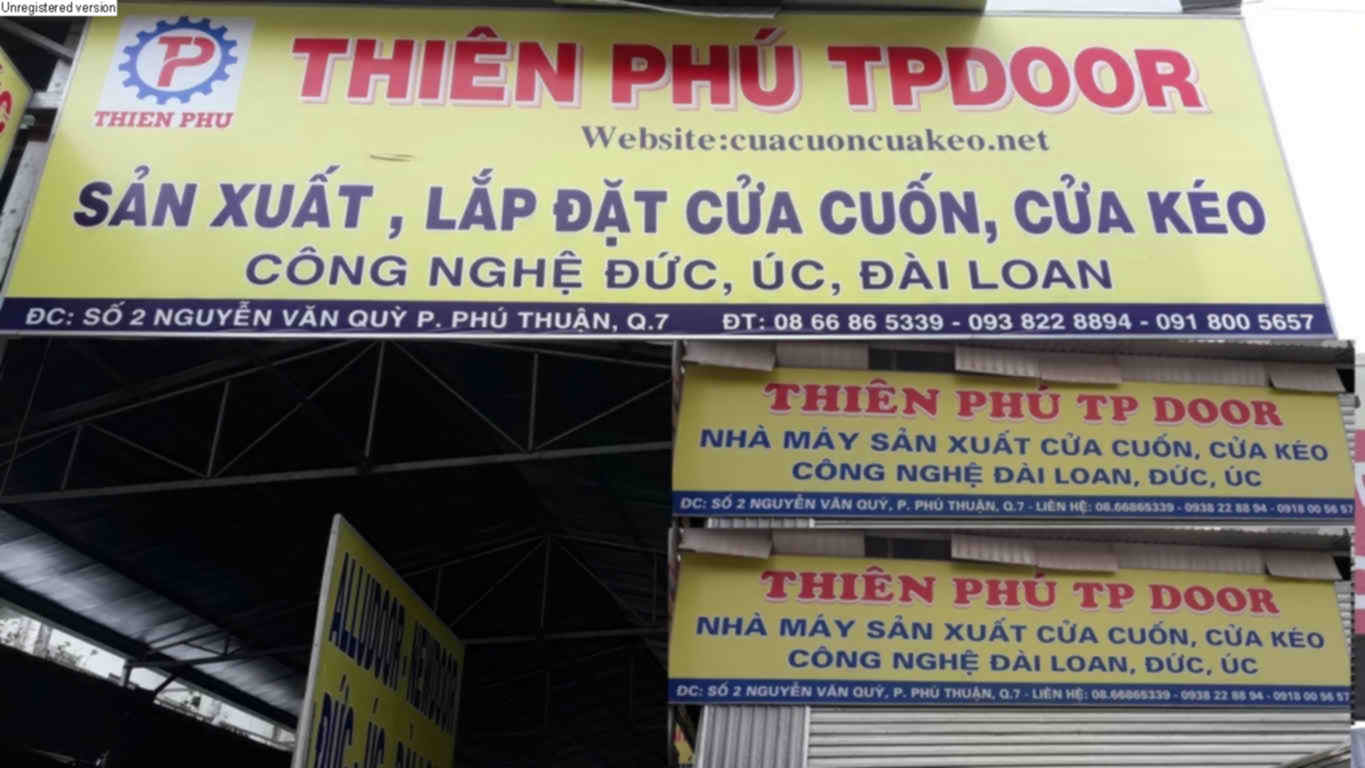 Unregistered version
TP
THIEN PHU
THIÊN PHÚ TPDOOR
Website:cuacuoncuakeo.net
SẢN XUẤT , LẮP ĐẶT CỬA CUỐN, CỬA KÉO
CÔNG NGHỆ ĐỨC, ÚC, ĐÀI LOAN
ĐC: SỐ 2 NGUYỄN VĂN QUỲ P. PHÚ THUẬN, Q.7 ĐT: 08 66 86 5339 - 093 822 8894 - 091 800 5657
THIÊN PHÚ TP DOOR
NHÀ MÁY SẢN XUẤT CỬA CUỐN, CỬA KÉO
CÔNG NGHỆ ĐÀI LOAN, ĐỨC, ÚC
ĐC: SỐ 2 NGUYỄN VĂN QUỲ, P. PHÚ THUẬN, Q.7 - LIÊN HỆ: 08.66865339 - 0938 22 88 94 - 0918 00 56 57
THIÊN PHÚ TP DOOR
NHÀ MÁY SẢN XUẤT CỬA CUỐN, CỬA KÉO
CÔNG NGHỆ ĐÀI LOAN, ĐỨC, ÚC
ĐC: SỐ 2 NGUYỄN VĂN QUỲ, P. PHÚ THUẬN, Q.7 - LIÊN HỆ: 08.66865339 - 0938 22 88 94 - 0918 00 56 57
ALLUDOOR - NEWDOOR
ĐỨC - ÚC